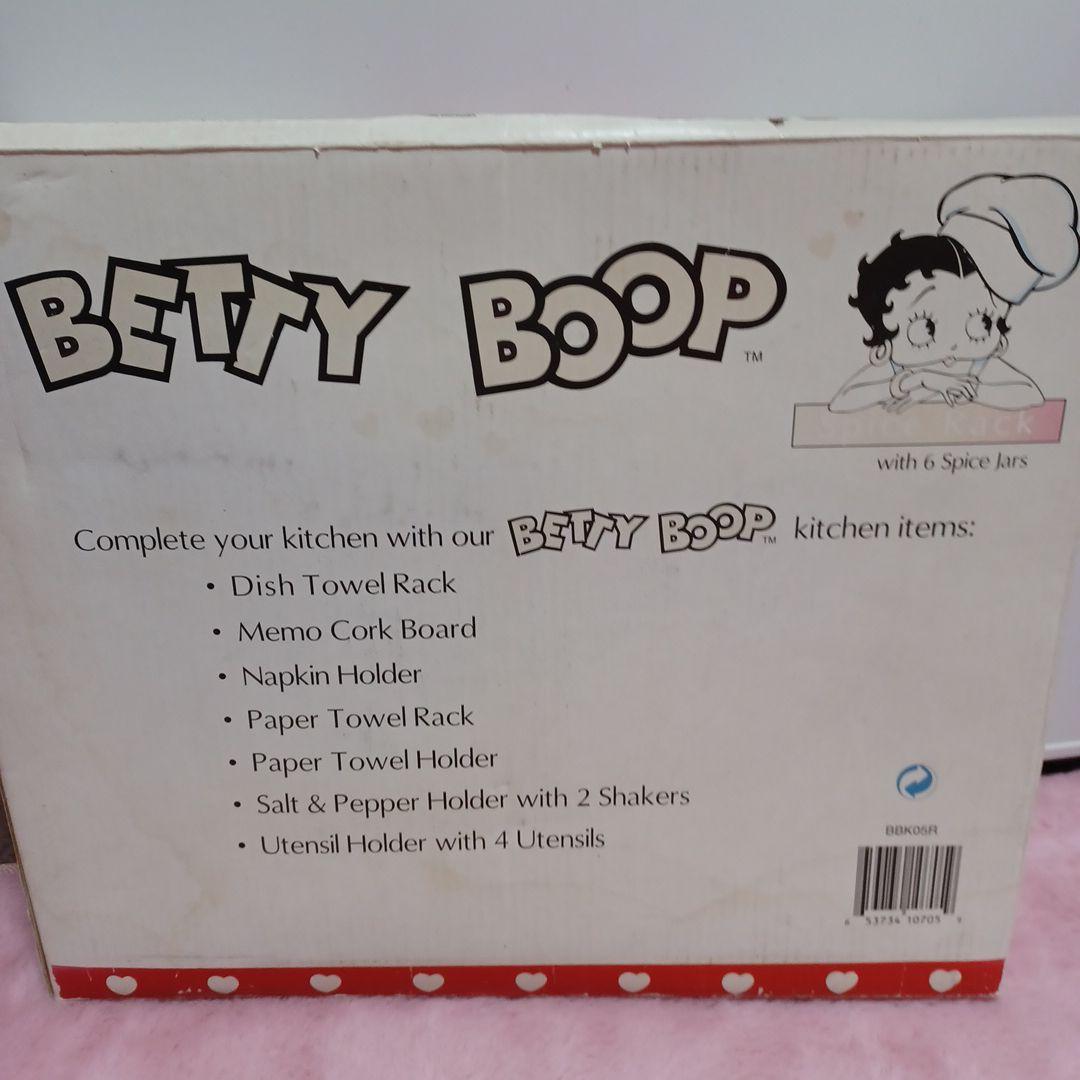 BETTY BOOP™
Spice Rack
with 6 Spice Jars
Complete your kitchen with our BETTY BOOP™ kitchen items:
• Dish Towel Rack
• Memo Cork Board
• Napkin Holder
• Paper Towel Rack
• Paper Towel Holder
• Salt & Pepper Holder with 2 Shakers
• Utensil Holder with 4 Utensils
BBK05R
53734 10705